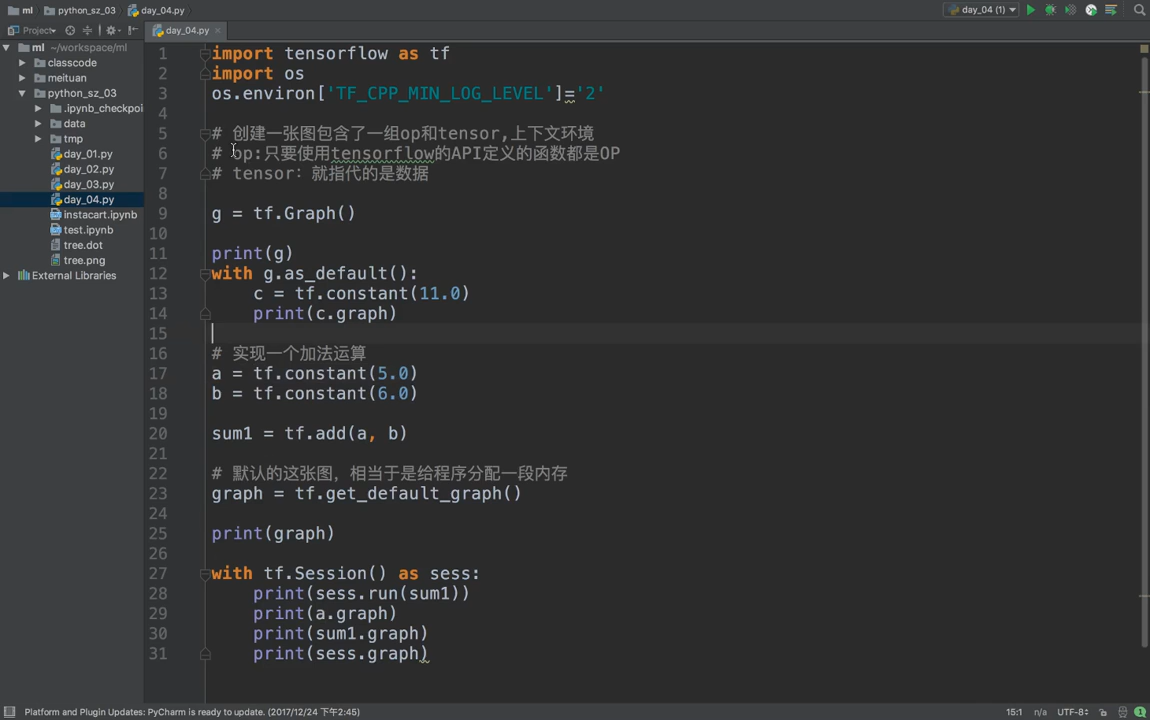 ml python_sz_03 day_04.py
day_04 (1)
Project
day_04.py
ml ~/workspace/ml
classcode
meituan
python_sz_03
.ipynb_checkpoi
data
tmp
day_01.py
day_02.py
day_03.py
day_04.py
instacart.ipynb
test.ipynb
tree.dot
tree.png
External Libraries
1 import tensorflow as tf
2 import os
3 os.environ['TF_CPP_MIN_LOG_LEVEL']='2'
4
5 # 创建一张图包含了一组op和tensor,上下文环境
6 # op:只要使用tensorflow的API定义的函数都是OP
7 # tensor：就指代的是数据
8
9 g = tf.Graph()
10
11 print(g)
12 with g.as_default():
13     c = tf.constant(11.0)
14     print(c.graph)
15
16 # 实现一个加法运算
17 a = tf.constant(5.0)
18 b = tf.constant(6.0)
19
20 sum1 = tf.add(a, b)
21
22 # 默认的这张图，相当于是给程序分配一段内存
23 graph = tf.get_default_graph()
24
25 print(graph)
26
27 with tf.Session() as sess:
28     print(sess.run(sum1))
29     print(a.graph)
30     print(sum1.graph)
31     print(sess.graph)
Platform and Plugin Updates: PyCharm is ready to update. (2017/12/24 下午2:45)
15:1 n/a UTF-8 1